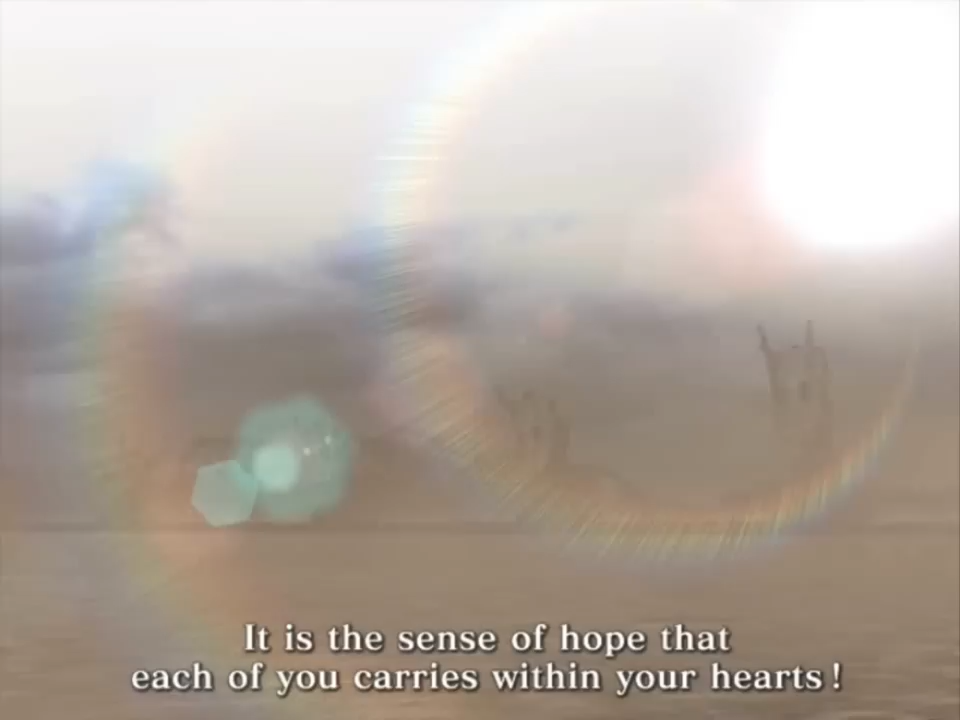 It is the sense of hope that
each of you carries within your hearts!